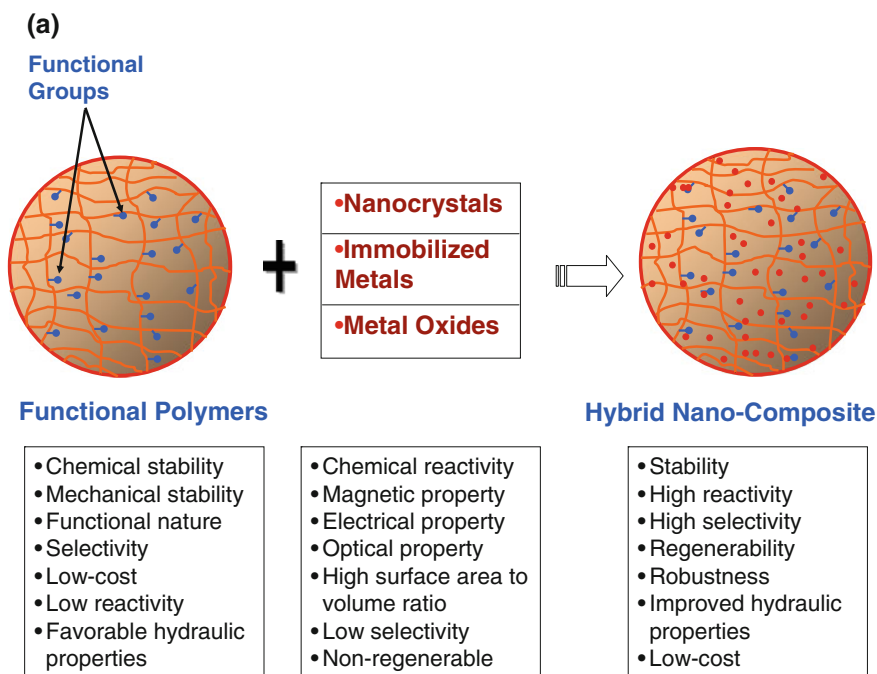 (a)
Functional
Groups
•Nanocrystals
•Immobilized
Metals
•Metal Oxides
Functional Polymers
Hybrid Nano-Composite
•Chemical stability
•Mechanical stability
•Functional nature
•Selectivity
•Low-cost
•Low reactivity
•Favorable hydraulic
properties
•Chemical reactivity
•Magnetic property
•Electrical property
•Optical property
•High surface area to
volume ratio
•Low selectivity
•Non-regenerable
•Stability
•High reactivity
•High selectivity
•Regenerability
•Robustness
•Improved hydraulic
properties
•Low-cost